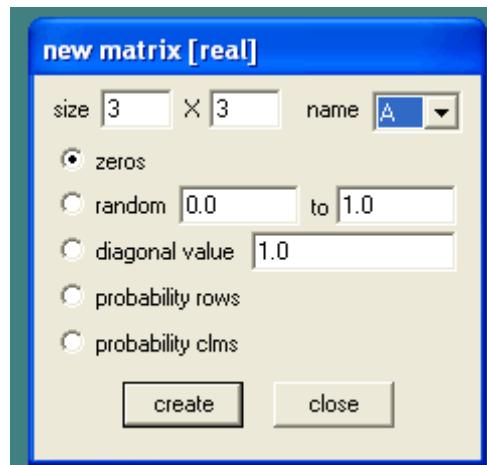 new matrix [real]
size 3 X 3 name A
zeros
random 0.0 to 1.0
diagonal value 1.0
probability rows
probability clms
create close